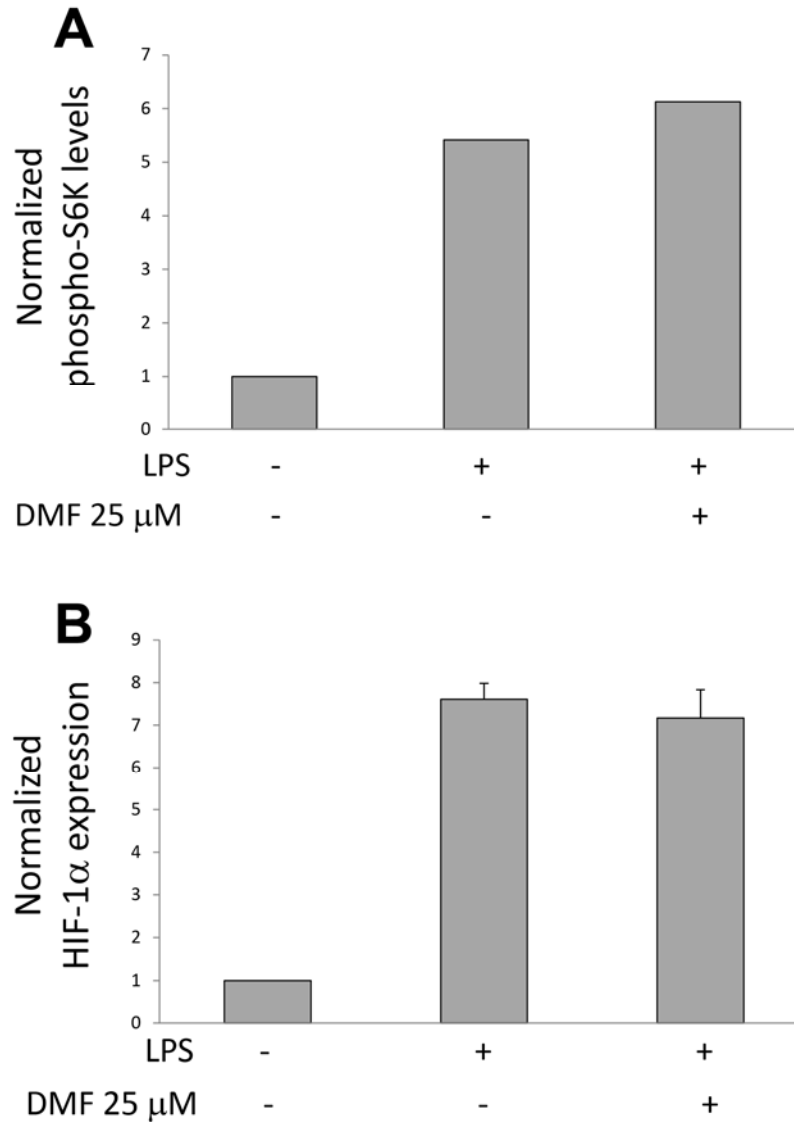 A
Normalized
phospho-S6K levels
7
6
5
4
3
2
1
0
LPS - + +
DMF 25 μM - - +
B
Normalized
HIF-1α expression
9
8
7
6
5
4
3
2
1
0
LPS - + +
DMF 25 μM - - +